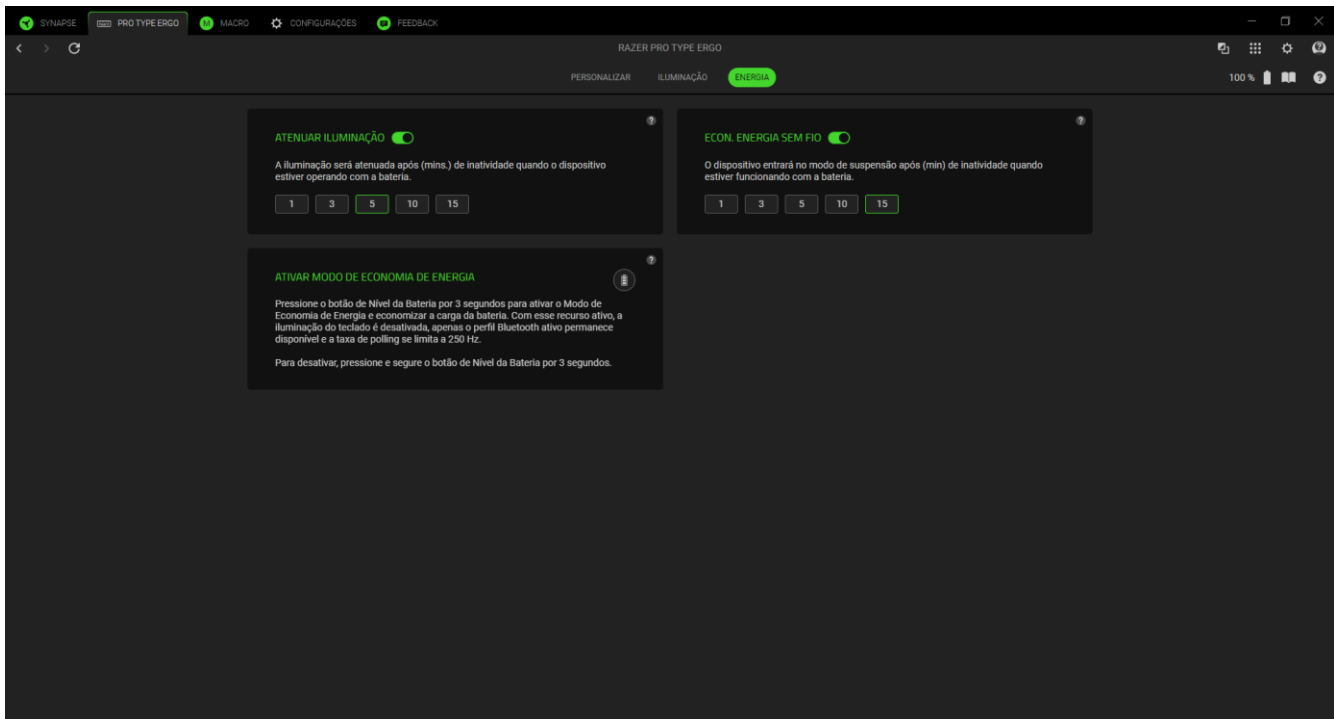 SYNAPSE PRO TYPE ERGO M MACRO CONFIGURAÇÕES FEEDBACK
RAZER PRO TYPE ERGO
PERSONALIZAR ILUMINAÇÃO ENERGIA 100 % ?
ATENUAR ILUMINAÇÃO ?
A iluminação será atenuada após (mins.) de inatividade quando o dispositivo
estiver operando com a bateria.
1 3 5 10 15
ECON. ENERGIA SEM FIO ?
O dispositivo entrará no modo de suspensão após (min) de inatividade quando
estiver funcionando com a bateria.
1 3 5 10 15
ATIVAR MODO DE ECONOMIA DE ENERGIA ?
Pressione o botão de Nível da Bateria por 3 segundos para ativar o Modo de
Economia de Energia e economizar a carga da bateria. Com esse recurso ativo, a
iluminação do teclado é desativada, apenas o perfil Bluetooth ativo permanece
disponível e a taxa de polling se limita a 250 Hz.
Para desativar, pressione e segure o botão de Nível da Bateria por 3 segundos.